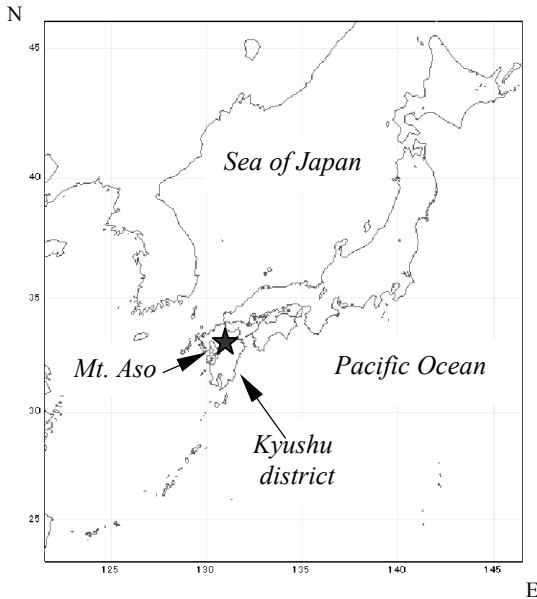 N
45
Sea of Japan
40
35
Mt. Aso
Pacific Ocean
30
Kyushu
district
25
125 130 135 140 145
E